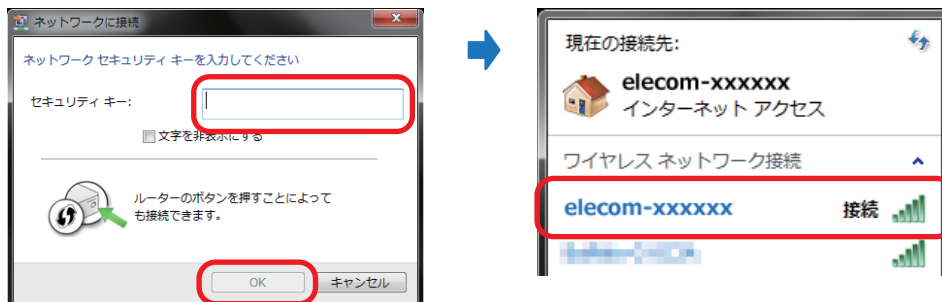 ネットワークに接続
ネットワーク セキュリティ キーを入力してください
セキュリティ キー:
文字を非表示にする
ルーターのボタンを押すことによって
も接続できます。
OK
キャンセル
現在の接続先:
elecom-xxxxxx
インターネット アクセス
ワイヤレス ネットワーク接続
elecom-xxxxxx 接続